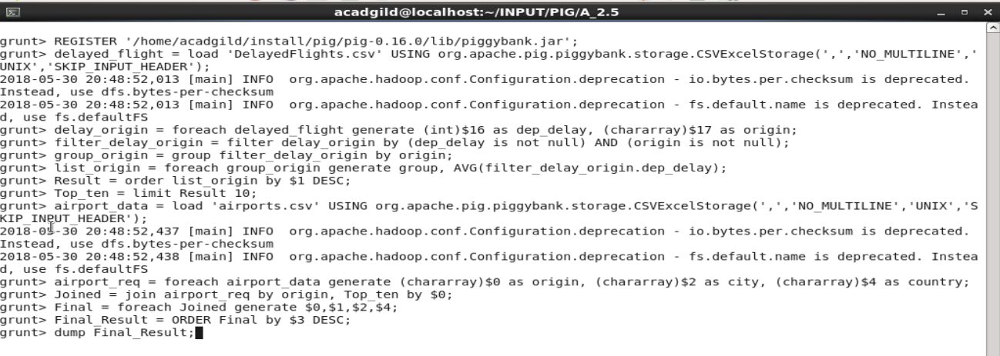 acadgild@localhost:~/INPUT/PIG/A_2.5
grunt> REGISTER '/home/acadgild/install/pig/pig-0.16.0/lib/piggybank.jar';
grunt> delayed_flight = load 'DelayedFlights.csv' USING org.apache.pig.piggybank.storage.CSVExcelStorage(',','NO_MULTILINE','
UNIX','SKIP_INPUT_HEADER');
2018-05-30 20:48:52,013 [main] INFO  org.apache.hadoop.conf.Configuration.deprecation - io.bytes.per.checksum is deprecated.
Instead, use dfs.bytes-per-checksum
2018-05-30 20:48:52,013 [main] INFO  org.apache.hadoop.conf.Configuration.deprecation - fs.default.name is deprecated. Instea
d, use fs.defaultFS
grunt> delay_origin = foreach delayed_flight generate (int)$16 as dep_delay, (chararray)$17 as origin;
grunt> filter_delay_origin = filter delay_origin by (dep_delay is not null) AND (origin is not null);
grunt> group_origin = group filter_delay_origin by origin;
grunt> list_origin = foreach group_origin generate group, AVG(filter_delay_origin.dep_delay);
grunt> Result = order list_origin by $1 DESC;
grunt> Top_ten = limit Result 10;
grunt> airport_data = load 'airports.csv' USING org.apache.pig.piggybank.storage.CSVExcelStorage(',','NO_MULTILINE','UNIX','S
KIP_INPUT_HEADER');
2018-05-30 20:48:52,437 [main] INFO  org.apache.hadoop.conf.Configuration.deprecation - io.bytes.per.checksum is deprecated.
Instead, use dfs.bytes-per-checksum
2018-05-30 20:48:52,438 [main] INFO  org.apache.hadoop.conf.Configuration.deprecation - fs.default.name is deprecated. Instea
d, use fs.defaultFS
grunt> airport_req = foreach airport_data generate (chararray)$0 as origin, (chararray)$2 as city, (chararray)$4 as country;
grunt> Joined = join airport_req by origin, Top_ten by $0;
grunt> Final = foreach Joined generate $0,$1,$2,$4;
grunt> Final_Result = ORDER Final by $3 DESC;
grunt> dump Final_Result;